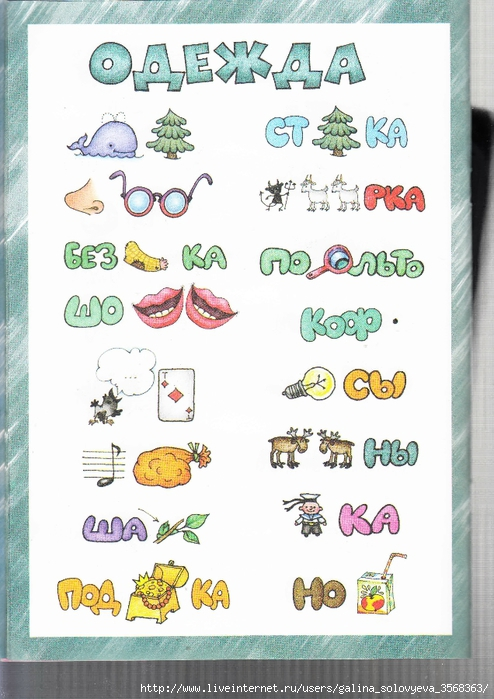 ОДЕЖДА
СТ КА
РКА
БЕЗ КА ПО ЛЬТО
ШО
...
Т
СЫ
НЫ
ША КА
ПОД КА НО
http://www.liveinternet.ru/users/galina_solovyeva_3568363/